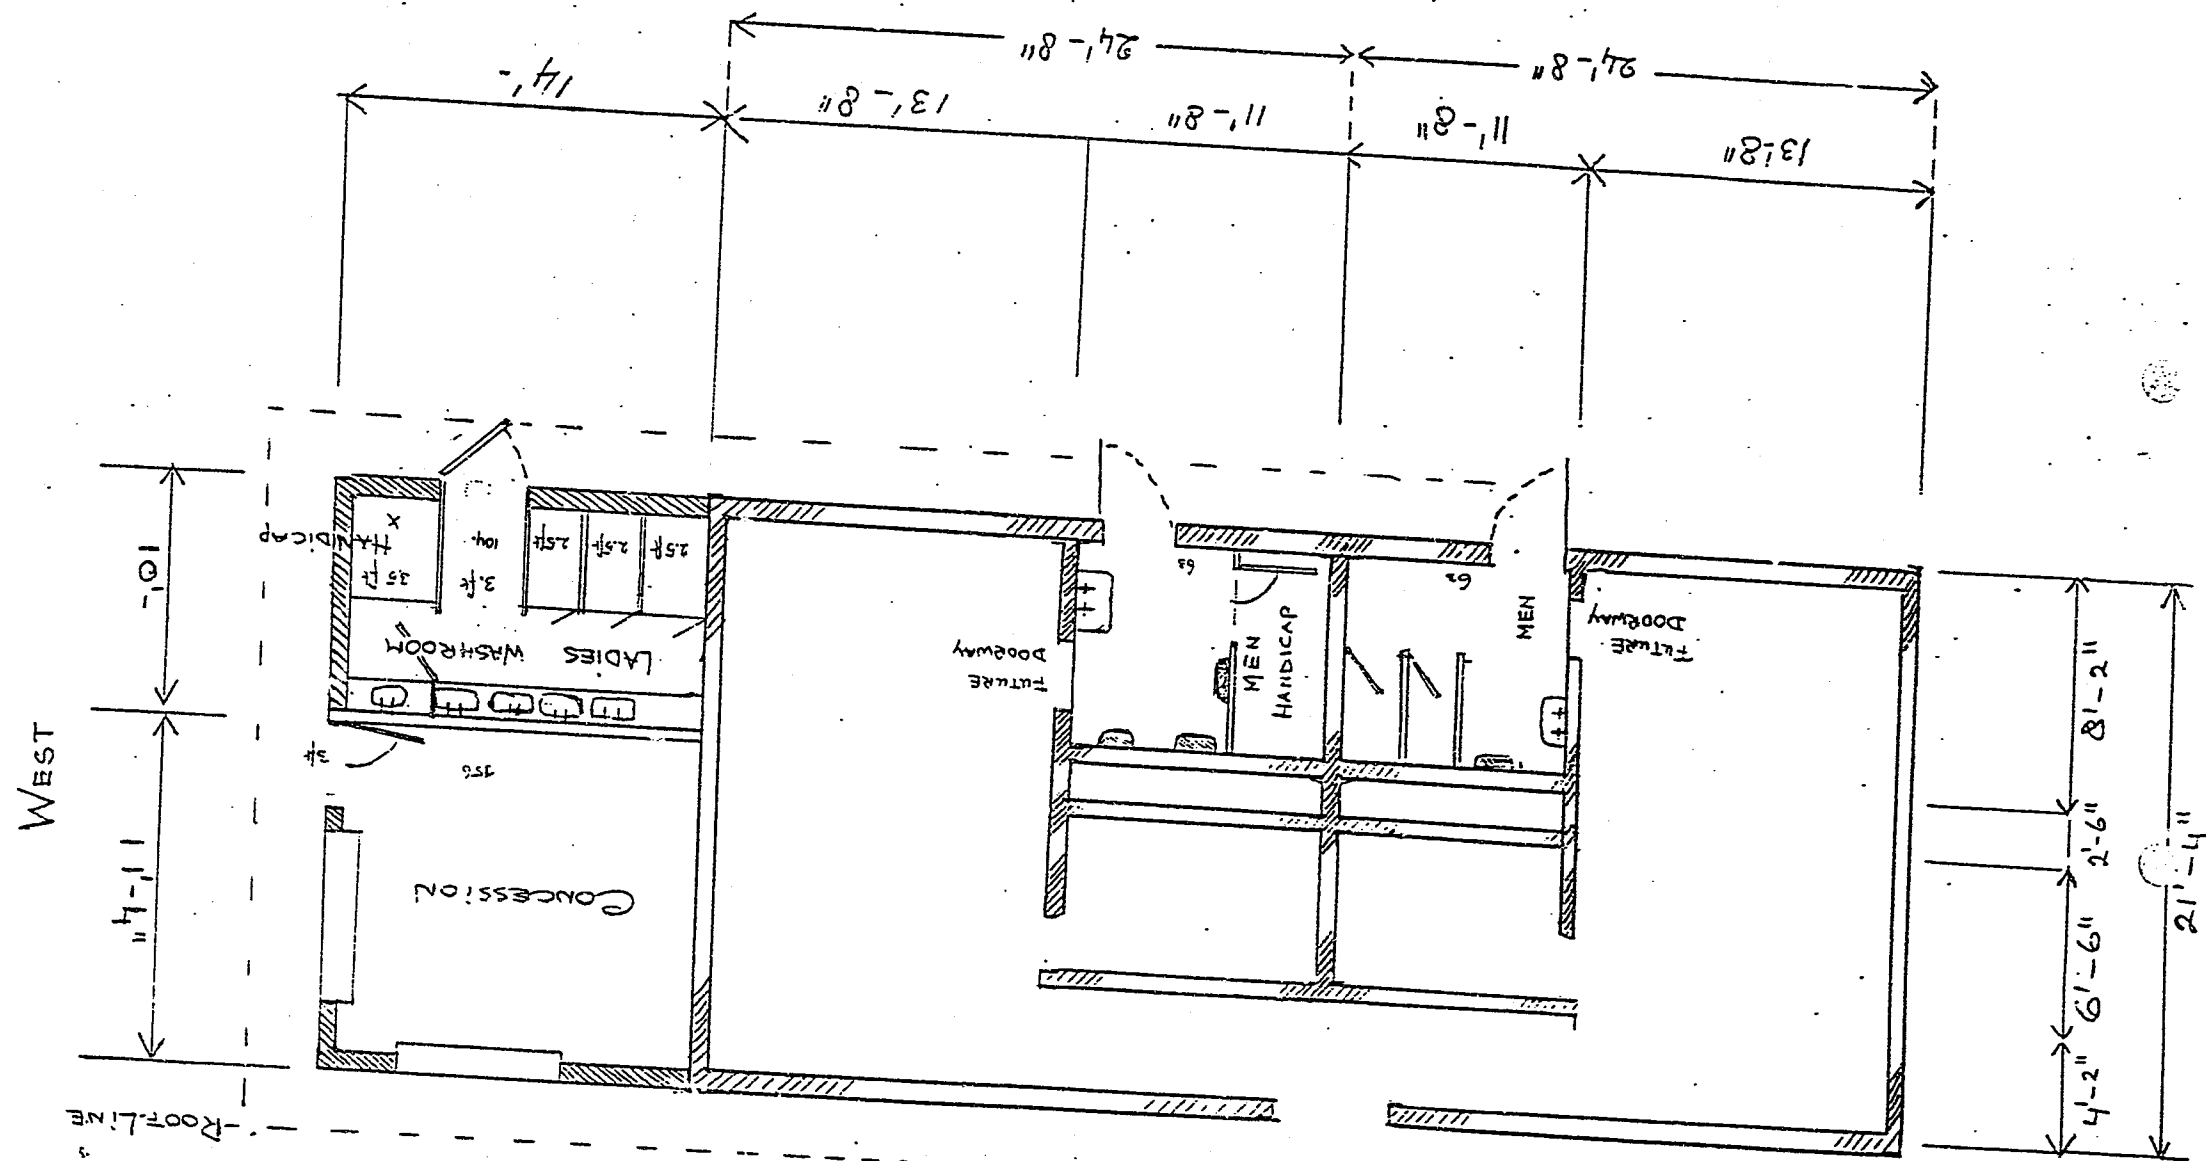 24'-8"
24'-8"
14'-
13'-8"
11'-8"
11'-8"
13'-8"
10'-
11'-4"
WEST
HANDICAP
X
3.5 ft
104
3. ft
2.5 ft
2.5 ft
2.5 ft
LADIES WASHROOM
3 ft
156
CONCESSION
FUTURE
DOORWAY
63
MEN
HANDICAP
62
MEN
FUTURE
DOORWAY
8'-2"
2'-6"
6'-6"
4'-2"
21'-4"
-ROOF-LINE